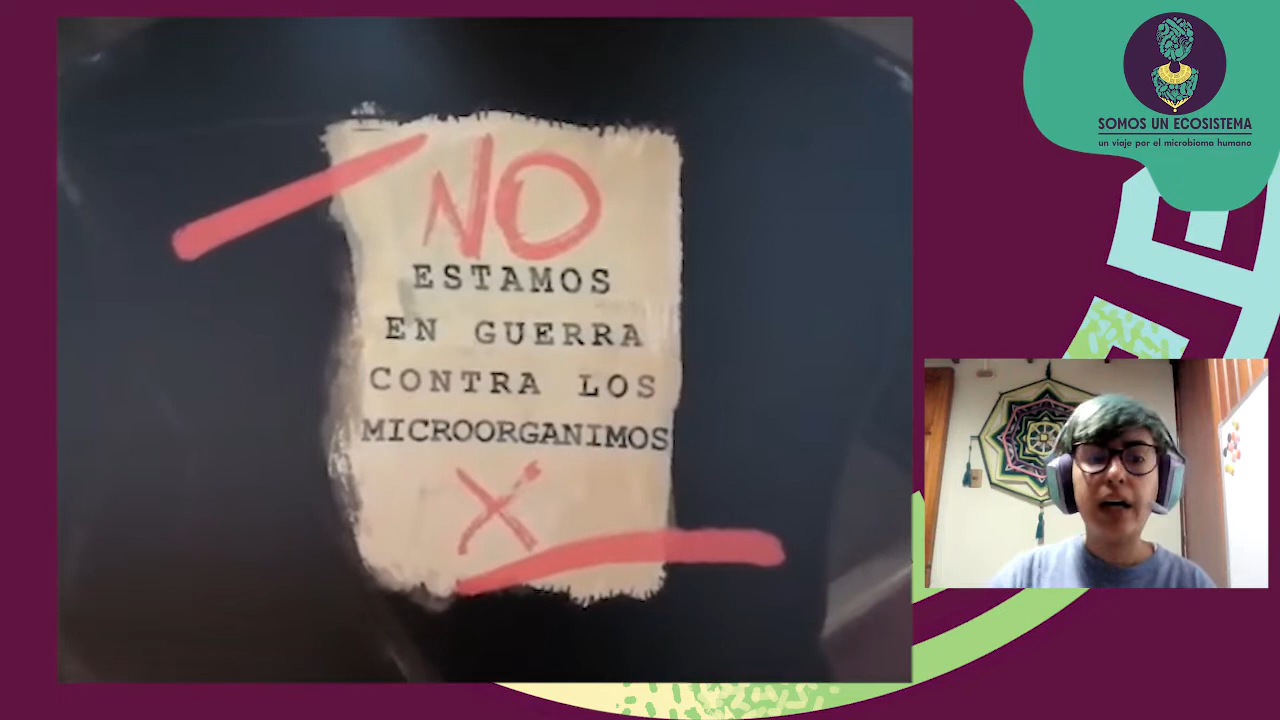 NO
ESTAMOS
EN GUERRA
CONTRA LOS
MICROORGANIMOS
X
SOMOS UN ECOSISTEMA
un viaje por el microbioma humano